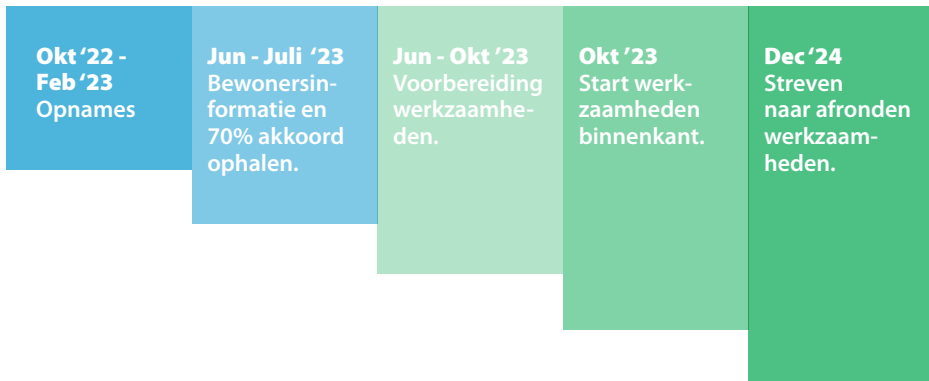 Okt ‘22 -
Feb ‘23
Opnames
Jun - Juli ‘23
Bewonersin-
formatie en
70% akkoord
ophalen.
Jun - Okt ’23
Voorbereiding
werkzaamhe-
den.
Okt ’23
Start werk-
zaamheden
binnenkant.
Dec ‘24
Streven
naar afronden
werkzaam-
heden.